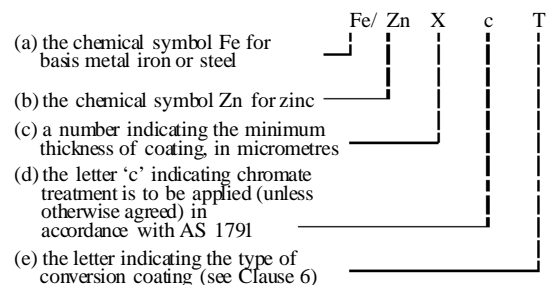 Fe/ Zn X c T
(a) the chemical symbol Fe for
basis metal iron or steel
(b) the chemical symbol Zn for zinc
(c) a number indicating the minimum
thickness of coating, in micrometres
(d) the letter ‘c’ indicating chromate
treatment is to be applied (unless
otherwise agreed) in
accordance with AS 1791
(e) the letter indicating the type of
conversion coating (see Clause 6)